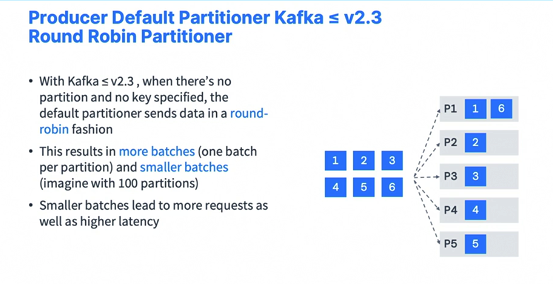 Producer Default Partitioner Kafka ≤ v2.3
Round Robin Partitioner
• With Kafka ≤ v2.3 , when there's no
partition and no key specified, the
default partitioner sends data in a round-
robin fashion
• This results in more batches (one batch
per partition) and smaller batches
(imagine with 100 partitions)
• Smaller batches lead to more requests as
well as higher latency
1 2 3
4 5 6
P1 1 6
P2 2
P3 3
P4 4
P5 5